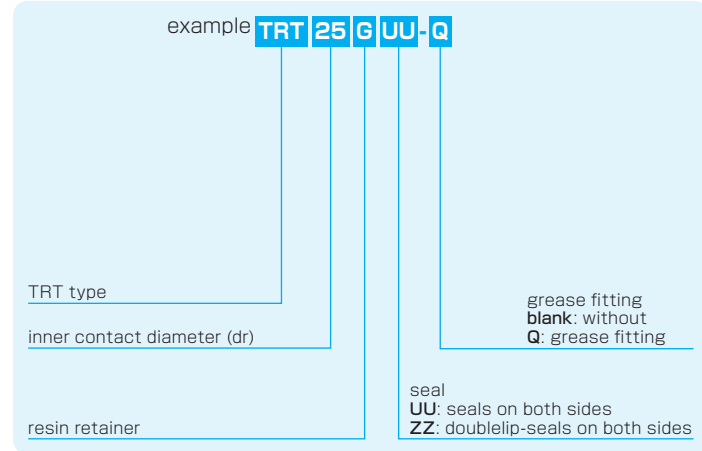 example TRT 25 G UU-Q
TRT type
inner contact diameter (dr)
resin retainer
grease fitting
blank: without
Q: grease fitting
seal
UU: seals on both sides
ZZ: doublelip-seals on both sides